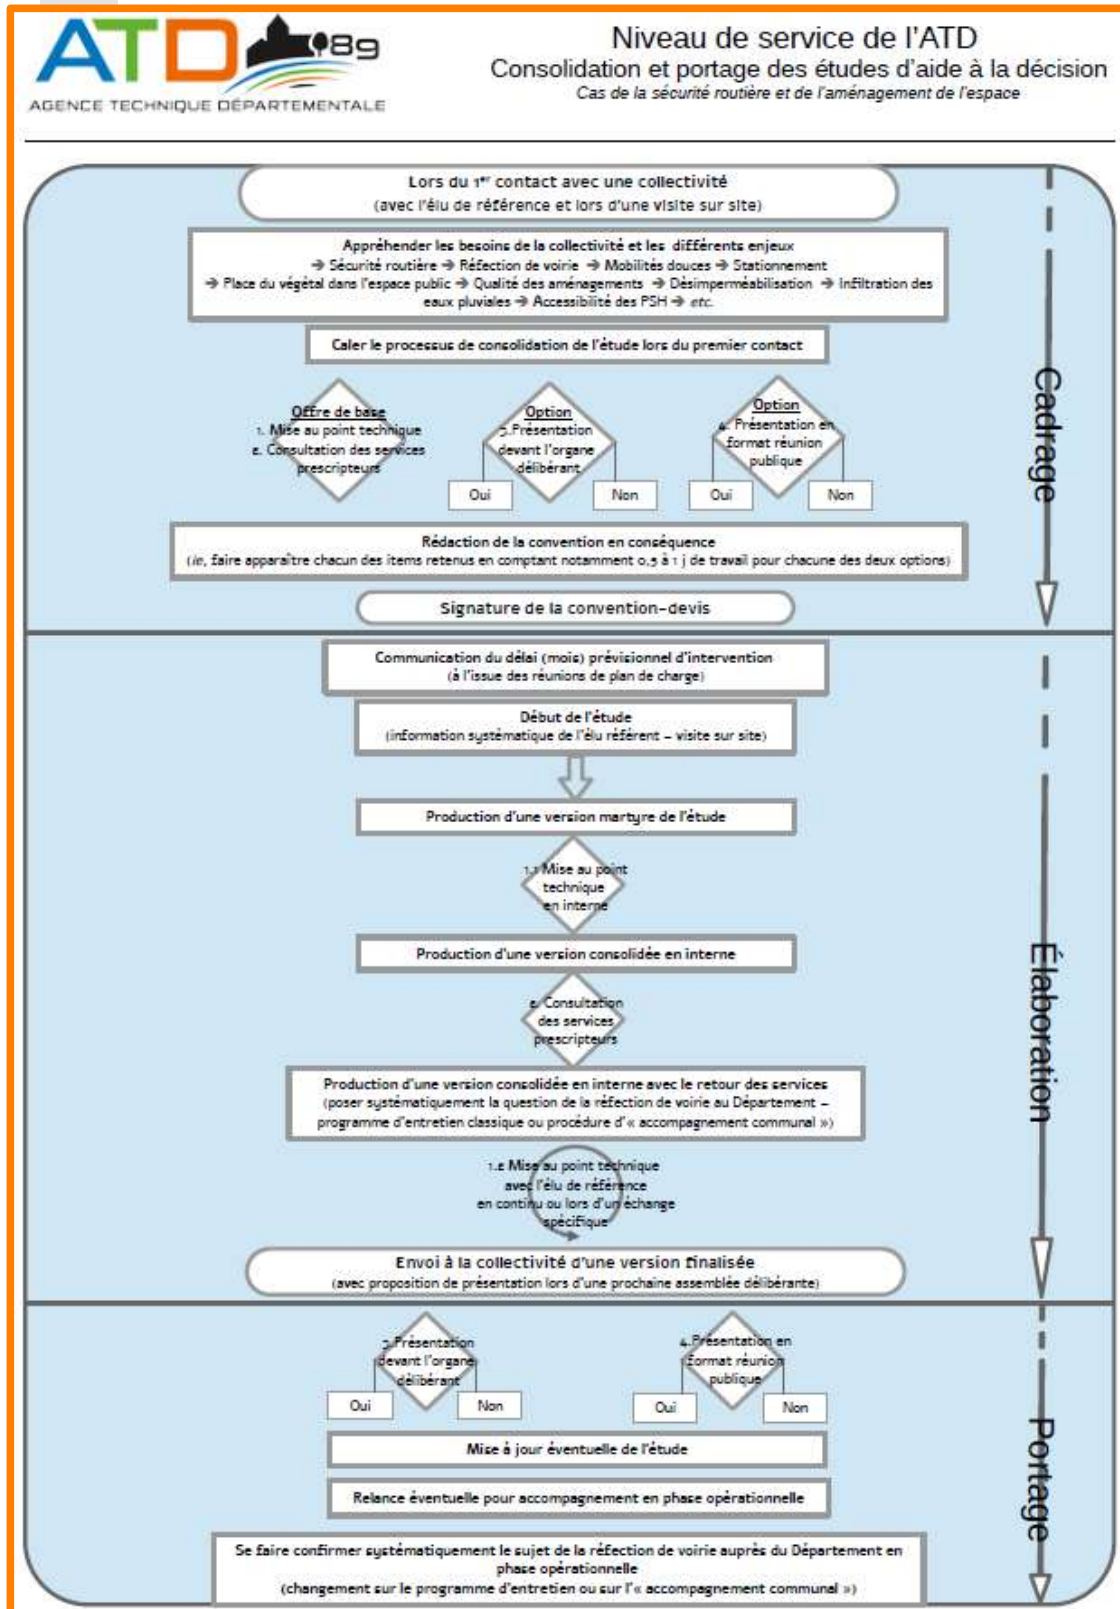 ATD 89
AGENCE TECHNIQUE DÉPARTEMENTALE
Niveau de service de l'ATD
Consolidation et portage des études d'aide à la décision
Cas de la sécurité routière et de l'aménagement de l'espace
Lors du 1er contact avec une collectivité
(avec l'élu de référence et lors d'une visite sur site)
Appréhender les besoins de la collectivité et les différents enjeux
→ Sécurité routière → Réfection de voirie → Mobilités douces → Stationnement
→ Place du végétal dans l'espace public → Qualité des aménagements → Désimperméabilisation → Infiltration des
eaux pluviales → Accessibilité des PSH → etc.
Caler le processus de consolidation de l'étude lors du premier contact
Offre de base
1. Mise au point technique
2. Consultation des services
prescripteurs
Option
3.Présentation
devant l'organe
délibérant
Oui
Non
Option
4. Présentation en
format réunion
publique
Oui
Non
Rédaction de la convention en conséquence
(ie, faire apparaître chacun des items retenus en comptant notamment 0,5 à 1 j de travail pour chacune des deux options)
Signature de la convention-devis
Cadrage
Communication du délai (mois) prévisionnel d'intervention
(à l'issue des réunions de plan de charge)
Début de l'étude
(information systématique de l'élu référent – visite sur site)
Production d'une version martyre de l'étude
1.1 Mise au point
technique
en interne
Production d'une version consolidée en interne
2. Consultation
des services
prescripteurs
Production d'une version consolidée en interne avec le retour des services
(poser systématiquement la question de la réfection de voirie au Département –
programme d'entretien classique ou procédure d'« accompagnement communal »)
1.2 Mise au point technique
avec l'élu de référence
en continu ou lors d'un échange
spécifique
Envoi à la collectivité d'une version finalisée
(avec proposition de présentation lors d'une prochaine assemblée délibérante)
Élaboration
3.Présentation
devant l'organe
délibérant
Oui
Non
4.Présentation en
format réunion
publique
Oui
Non
Mise à jour éventuelle de l'étude
Relance éventuelle pour accompagnement en phase opérationnelle
Se faire confirmer systématiquement le sujet de la réfection de voirie auprès du Département en
phase opérationnelle
(changement sur le programme d'entretien ou sur l'« accompagnement communal »)
Portage